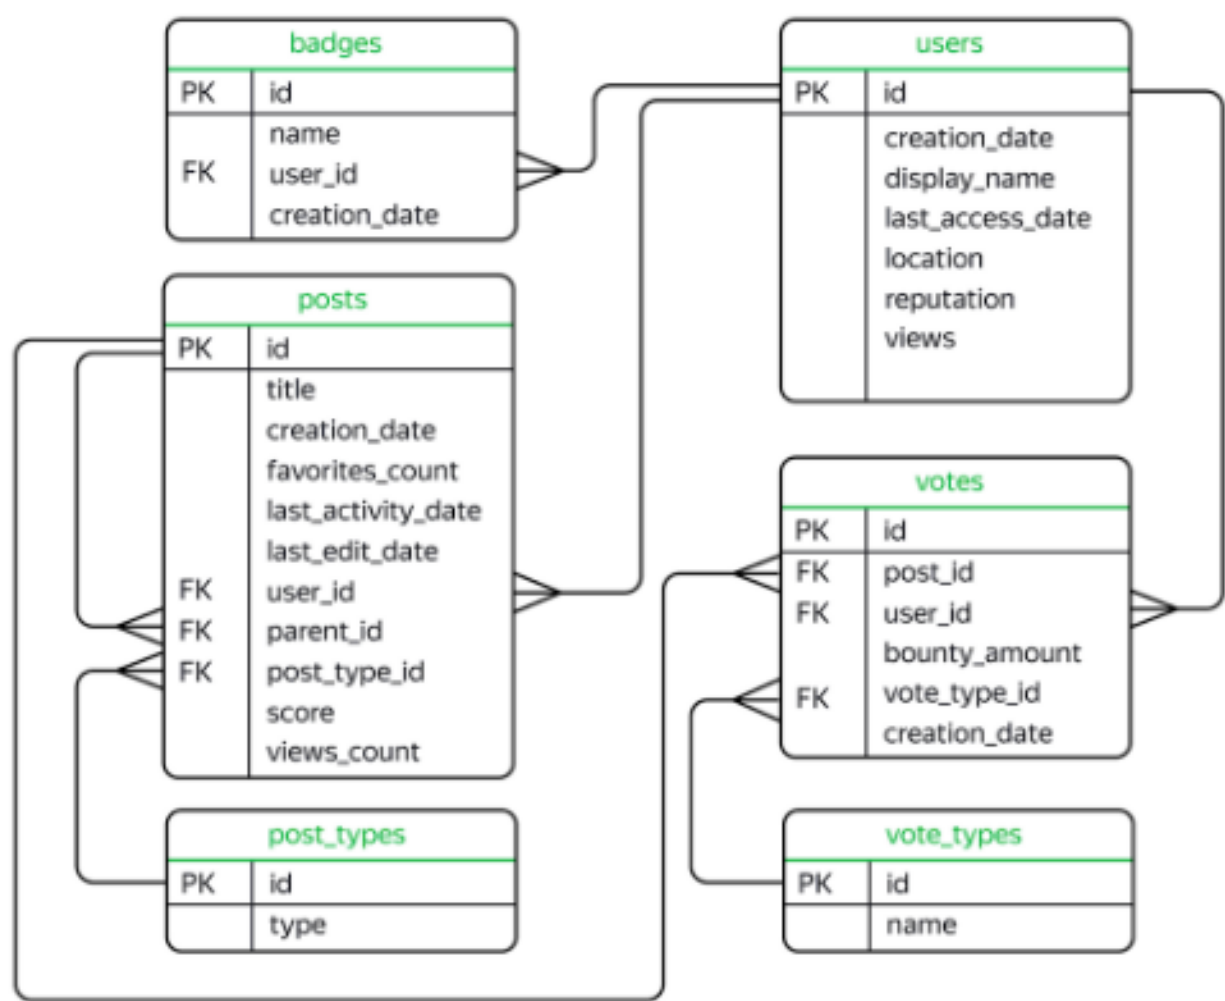 badges
PK id
name
FK user_id
creation_date
users
PK id
creation_date
display_name
last_access_date
location
reputation
views
posts
PK id
title
creation_date
favorites_count
last_activity_date
last_edit_date
FK user_id
FK parent_id
FK post_type_id
score
views_count
votes
PK id
FK post_id
FK user_id
bounty_amount
FK vote_type_id
creation_date
post_types
PK id
type
vote_types
PK id
name